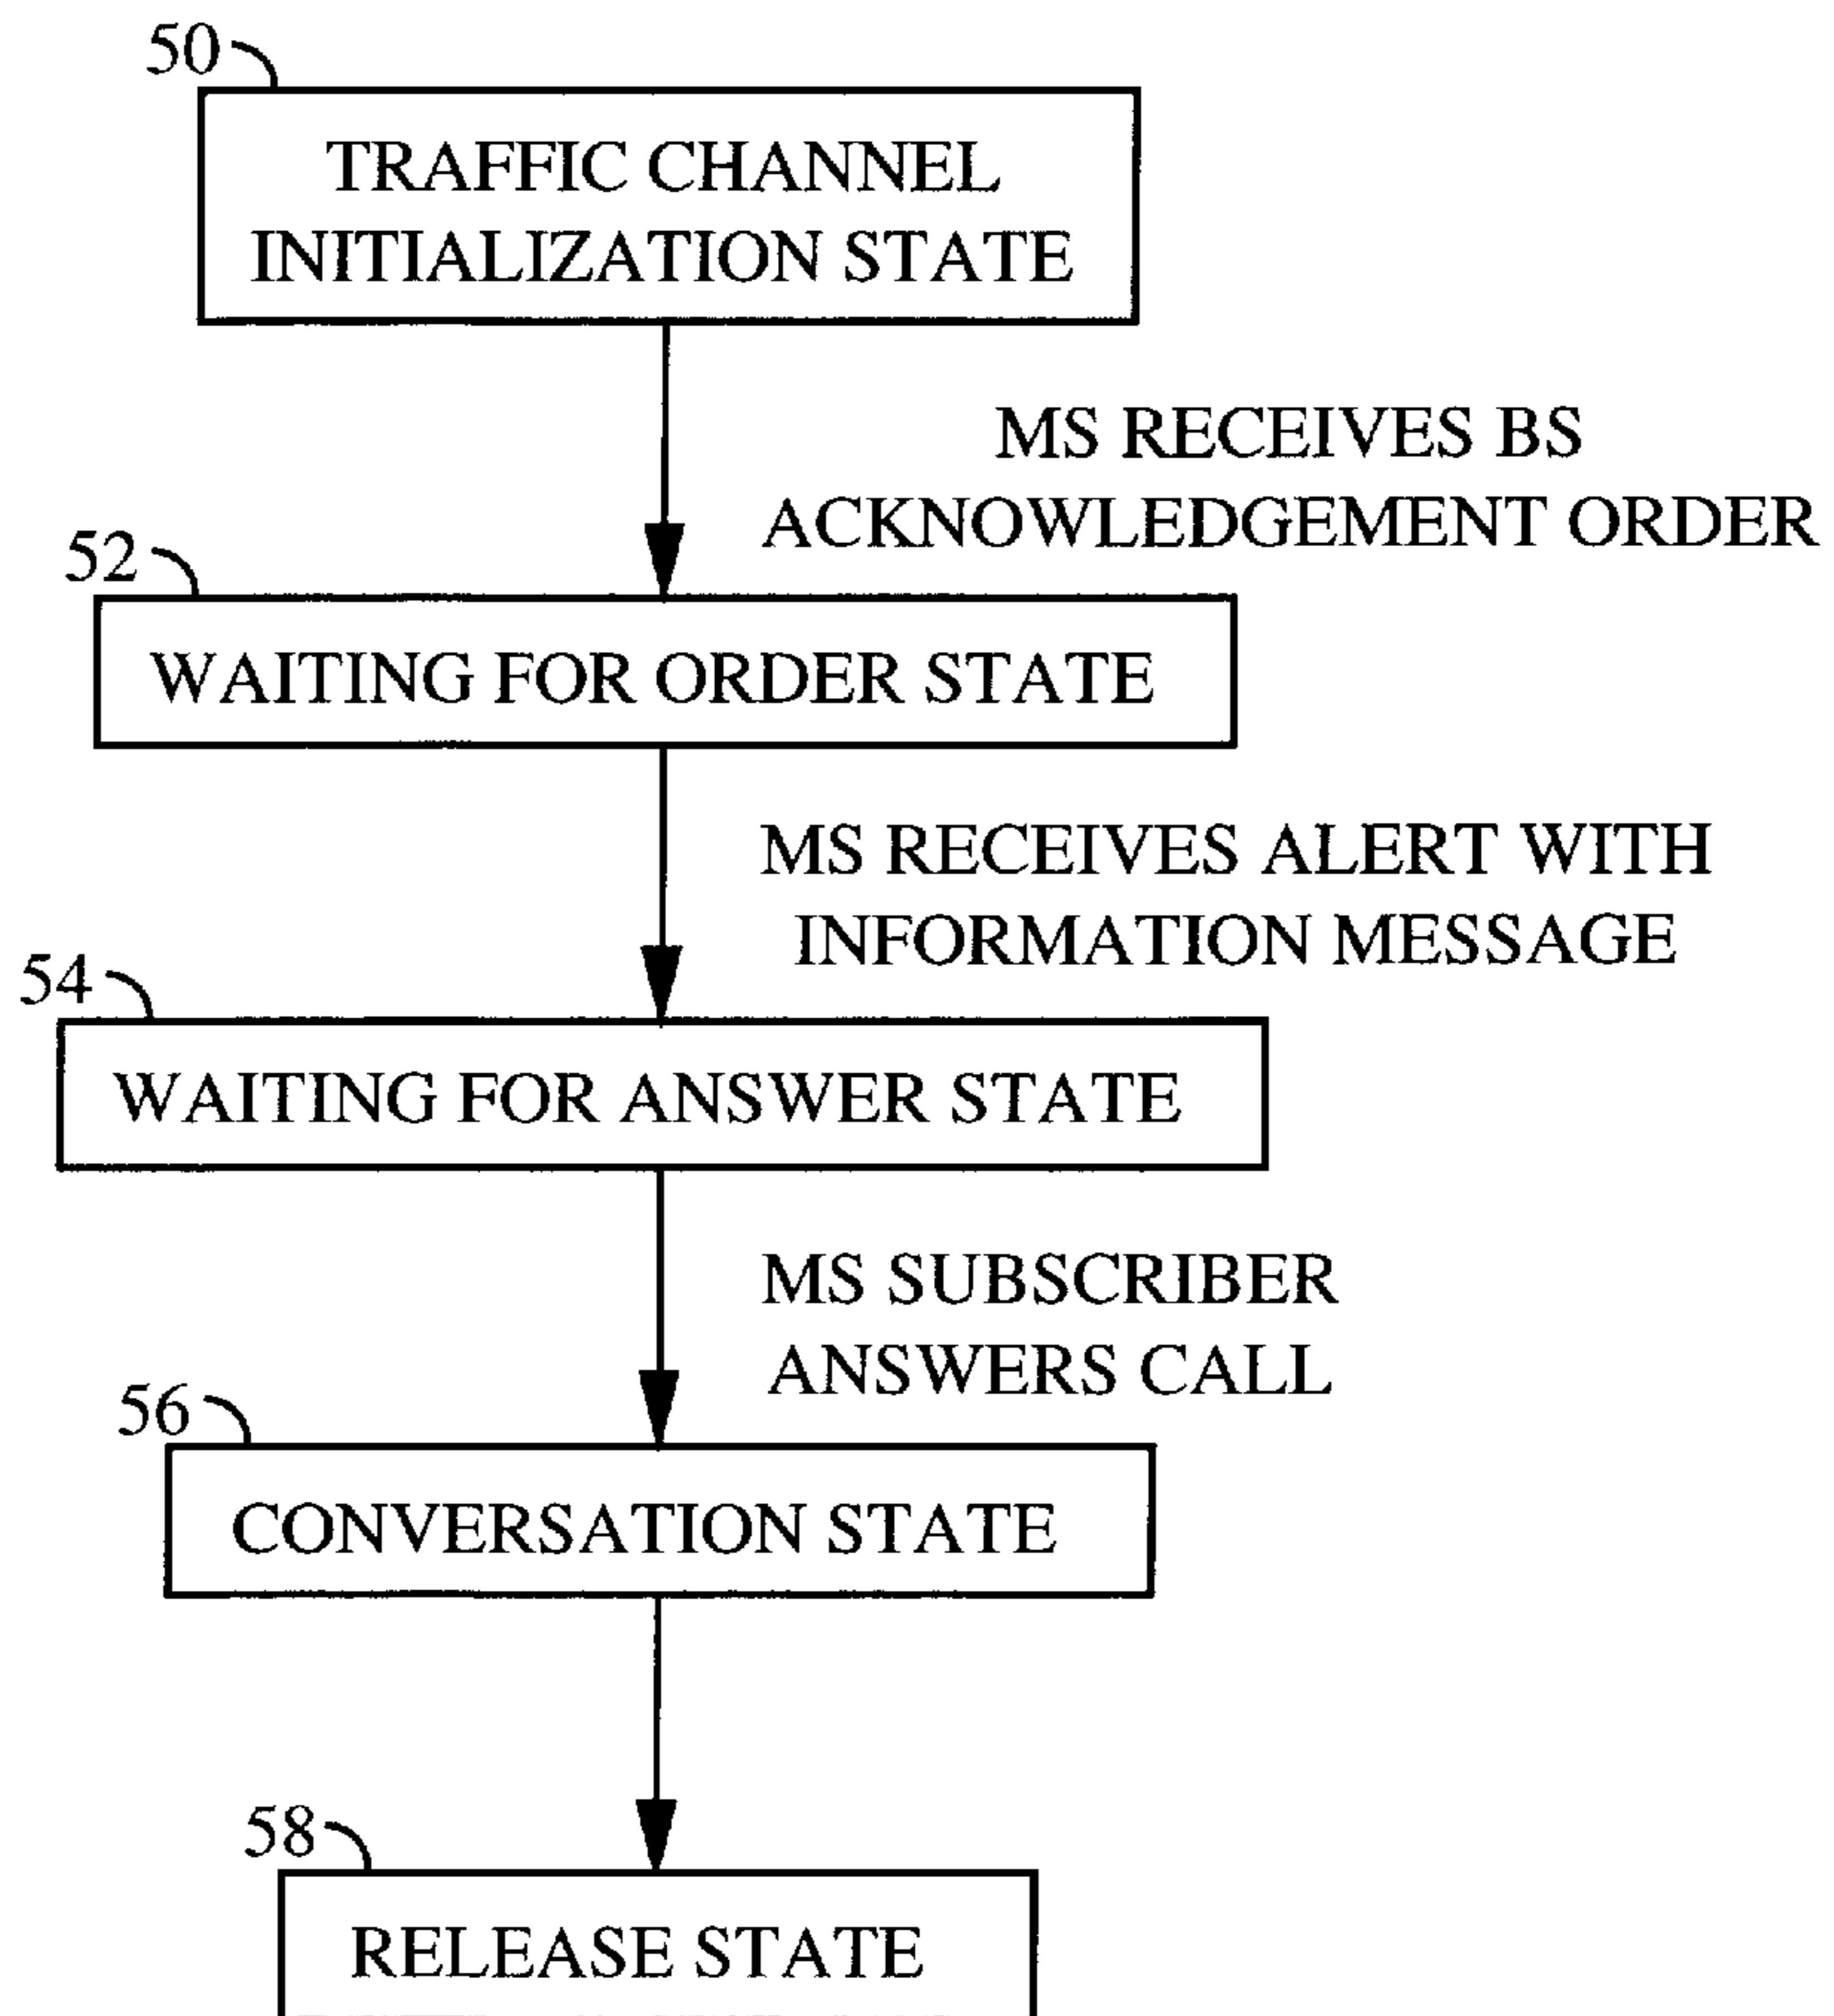 50
TRAFFIC CHANNEL
INITIALIZATION STATE
MS RECEIVES BS
ACKNOWLEDGEMENT ORDER
52
WAITING FOR ORDER STATE
MS RECEIVES ALERT WITH
INFORMATION MESSAGE
54
WAITING FOR ANSWER STATE
MS SUBSCRIBER
ANSWERS CALL
56
CONVERSATION STATE
58
RELEASE STATE